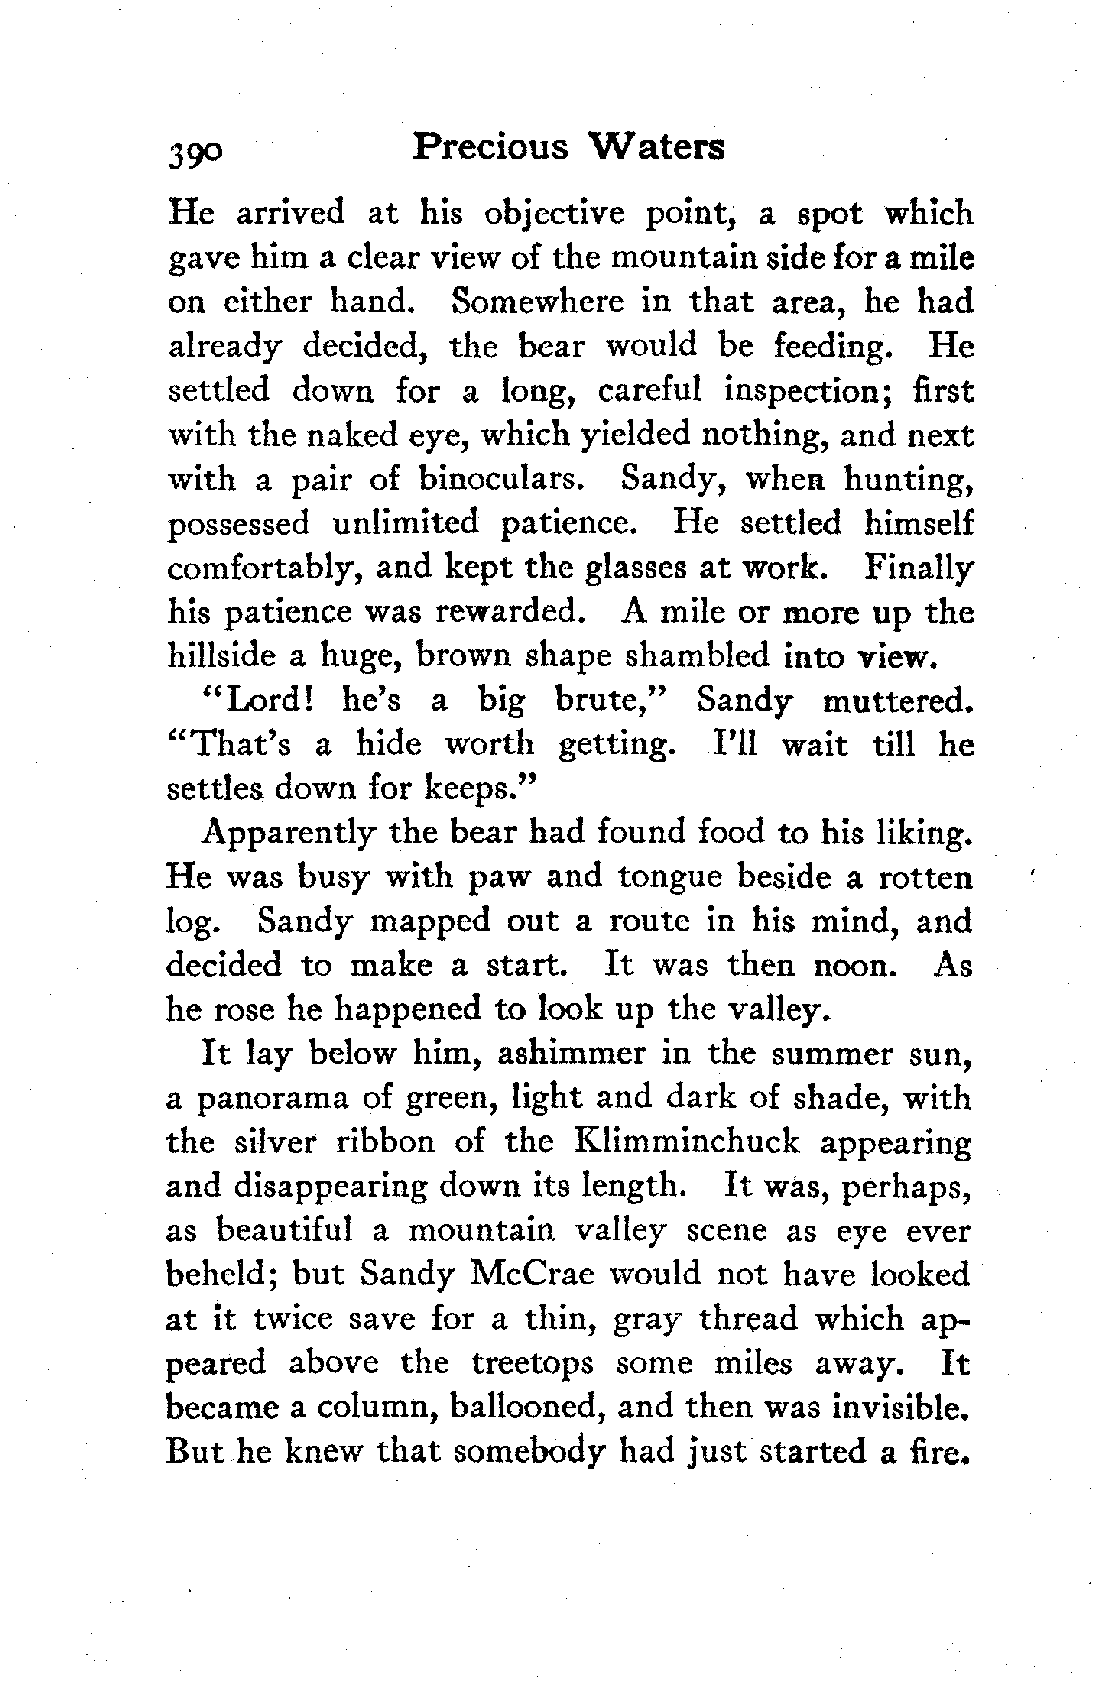 390 Precious Waters
He arrived at his objective point, a spot which
gave him a clear view of the mountain side for a mile
on either hand. Somewhere in that area, he had
already decided, the bear would be feeding. He
settled down for a long, careful inspection; first
with the naked eye, which yielded nothing, and next
with a pair of binoculars. Sandy, when hunting,
possessed unlimited patience. He settled himself
comfortably, and kept the glasses at work. Finally
his patience was rewarded. A mile or more up the
hillside a huge, brown shape shambled into view.
“Lord! he’s a big brute,” Sandy muttered.
“That’s a hide worth getting. I’ll wait till he
settles down for keeps.”
Apparently the bear had found food to his liking.
He was busy with paw and tongue beside a rotten
log. Sandy mapped out a route in his mind, and
decided to make a start. It was then noon. As
he rose he happened to look up the valley.
It lay below him, ashimmer in the summer sun,
a panorama of green, light and dark of shade, with
the silver ribbon of the Klimminchuck appearing
and disappearing down its length. It was, perhaps,
as beautiful a mountain valley scene as eye ever
beheld; but Sandy McCrae would not have looked
at it twice save for a thin, gray thread which ap-
peared above the treetops some miles away. It
became a column, ballooned, and then was invisible.
But he knew that somebody had just started a fire.